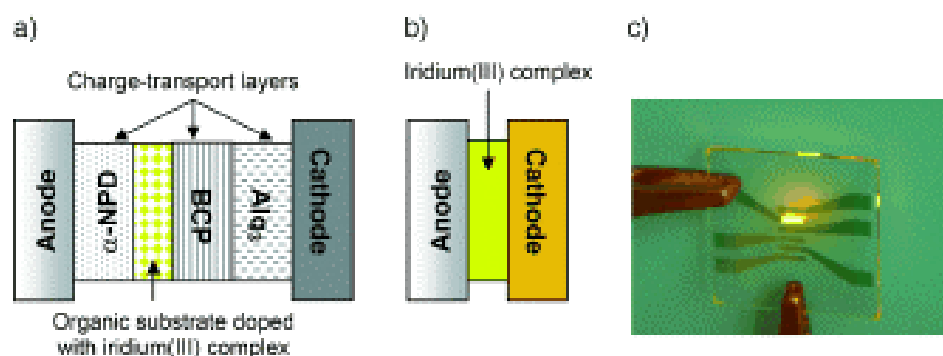 a)
b)
c)
Charge-transport layers
Iridium(III) complex
Anode
α-NPD
BCP
Alq3
Cathode
Anode
Cathode
Organic substrate doped
with iridium(III) complex